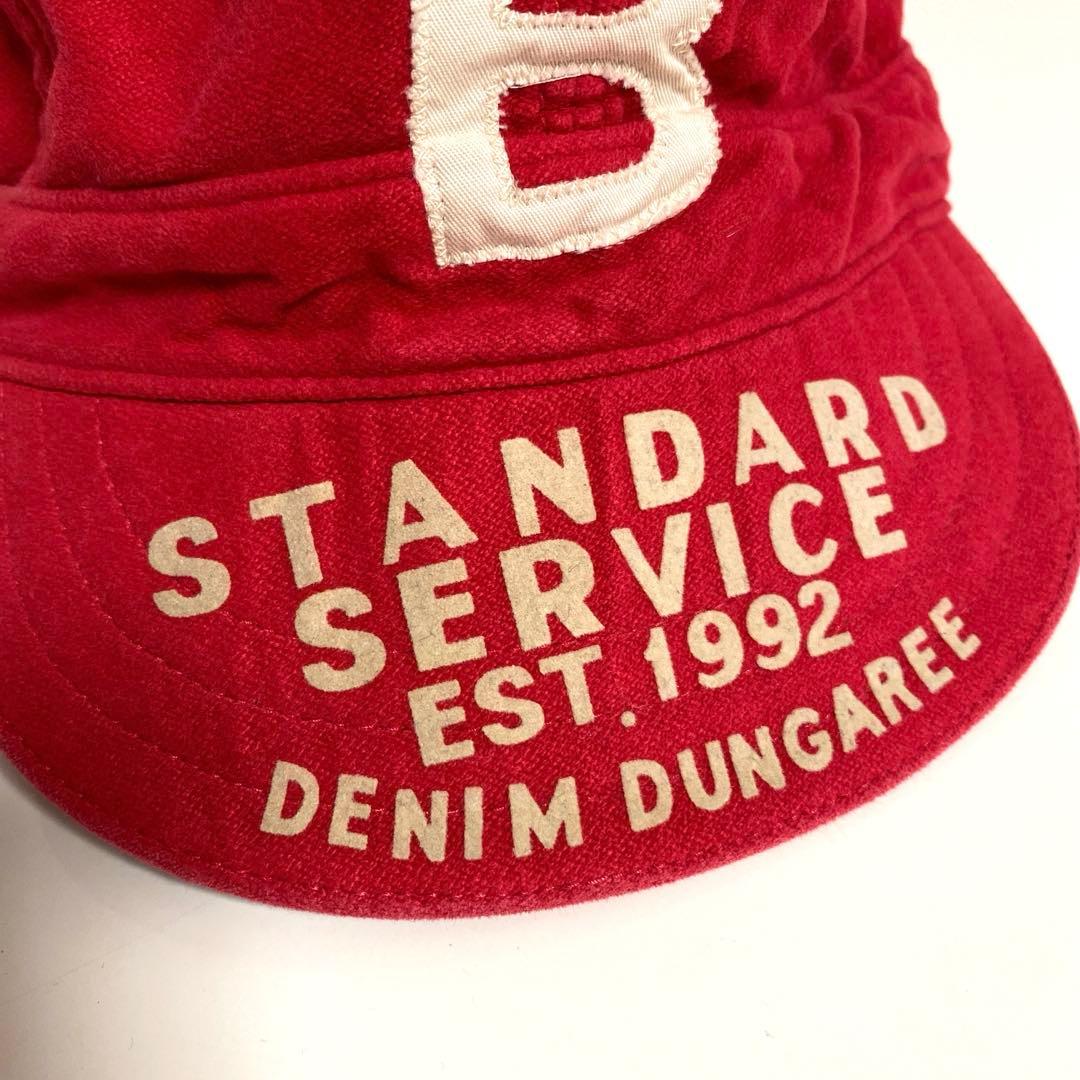 B
STANDARD
SERVICE
EST. 1992
DENIM DUNGAREE